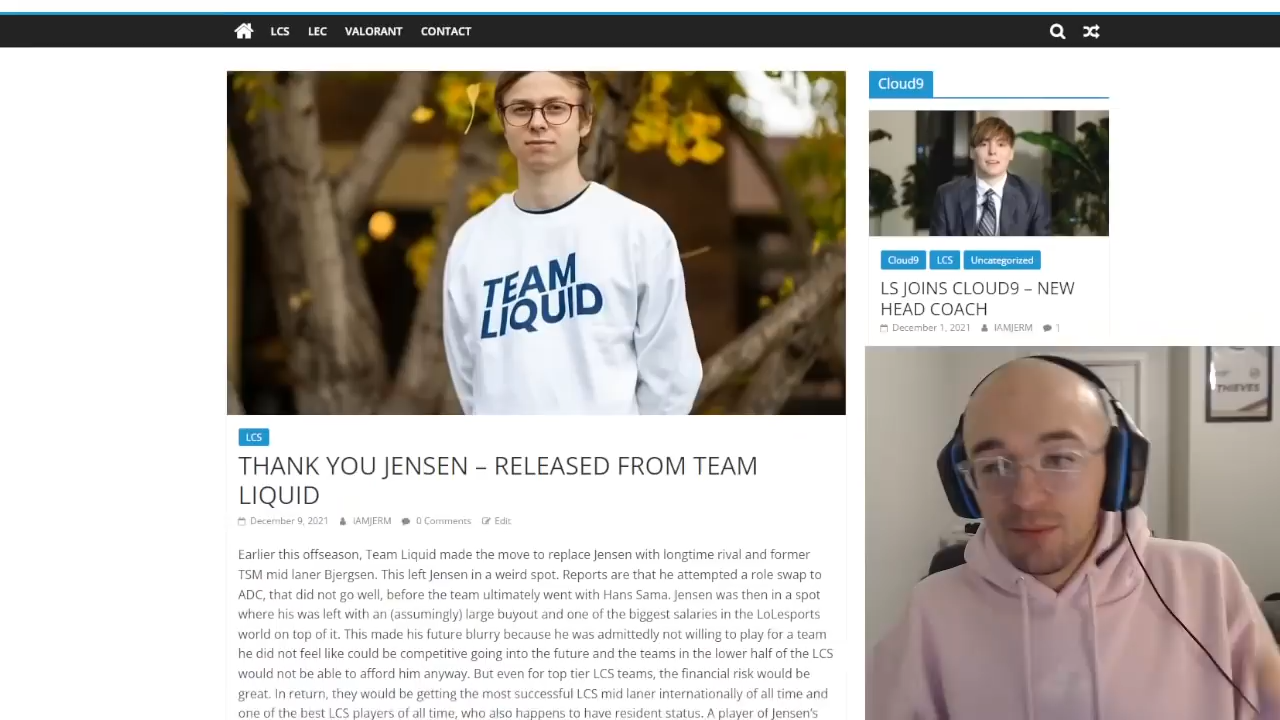 LCS LEC VALORANT CONTACT
TEAM
LIQUID
LCS
THANK YOU JENSEN – RELEASED FROM TEAM
LIQUID
December 9, 2021 IAMJERM 0 Comments Edit
Earlier this offseason, Team Liquid made the move to replace Jensen with longtime rival and former
TSM mid laner Bjergsen. This left Jensen in a weird spot. Reports are that he attempted a role swap to
ADC, that did not go well, before the team ultimately went with Hans Sama. Jensen was then in a spot
where his was left with an (assumingly) large buyout and one of the biggest salaries in the LoLesports
world on top of it. This made his future blurry because he was admittedly not willing to play for a team
he did not feel like could be competitive going into the future and the teams in the lower half of the LCS
would not be able to afford him anyway. But even for top tier LCS teams, the financial risk would be
great. In return, they would be getting the most successful LCS mid laner internationally of all time and
one of the best LCS players of all time, who also happens to have resident status. A player of Jensen's
Cloud9
Cloud9 LCS Uncategorized
LS JOINS CLOUD9 – NEW
HEAD COACH
December 1, 2021 IAMJERM 1
THIEVES